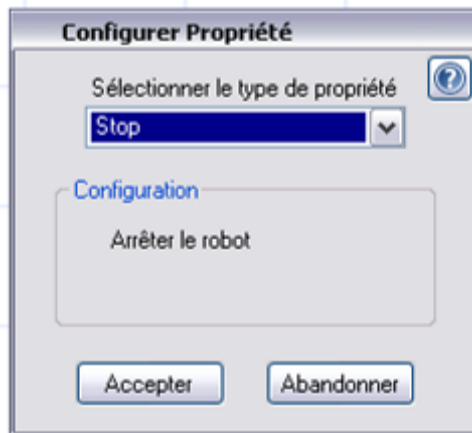 Configurer Propriété
Sélectionner le type de propriété
Stop
Configuration
Arrêter le robot
Accepter
Abandonner